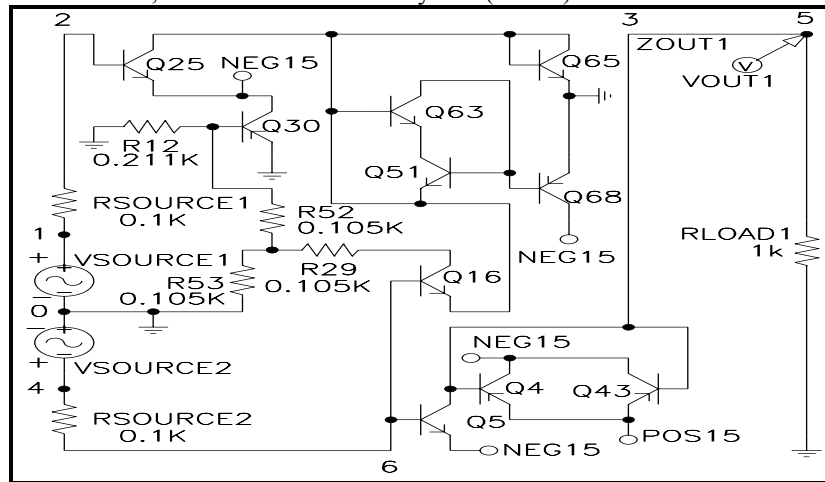 2
3
5
Q25
NEG15
Q65
ZOUT1
VOUT1
V
Q63
Q30
R12
0.211K
Q51
Q68
RSOURCE1
0.1K
R52
0.105K
NEG15
RLOAD1
1k
1
+
VSOURCE1
R53
0.105K
R29
0.105K
Q16
0
+
VSOURCE2
4
NEG15
Q4
Q43
RSOURCE2
0.1K
Q5
NEG15
POS15
6